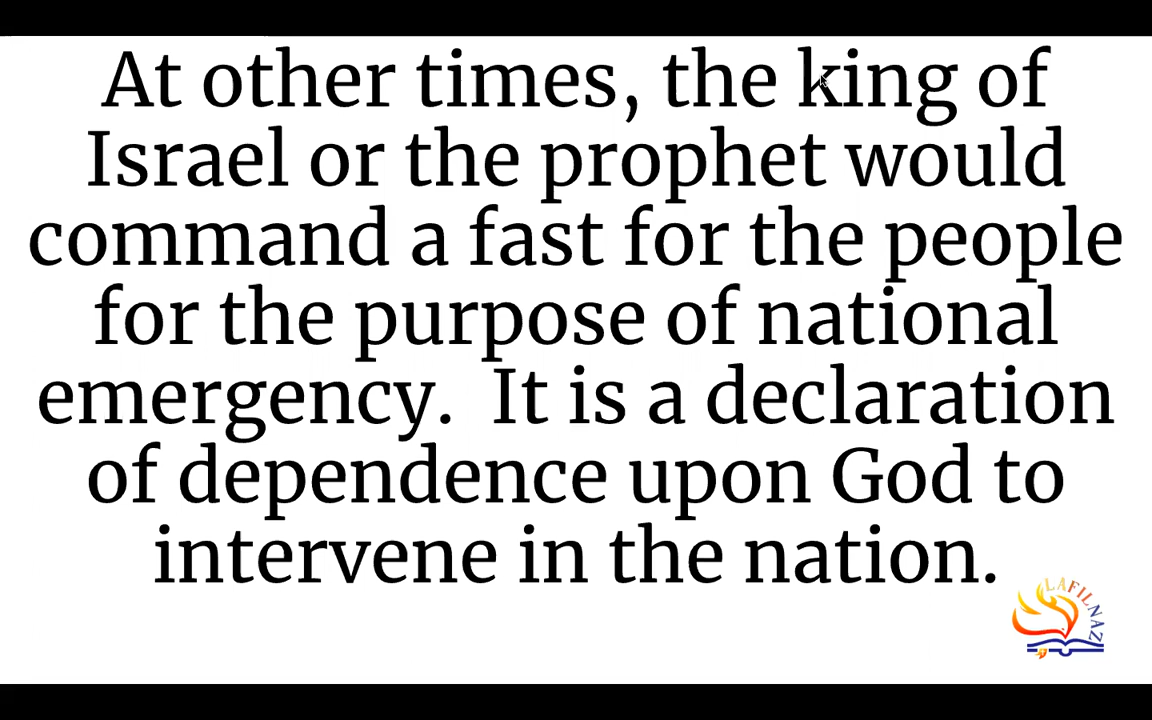 At other times, the king of
Israel or the prophet would
command a fast for the people
for the purpose of national
emergency.  It is a declaration
of dependence upon God to
intervene in the nation.
LAFILNAZ